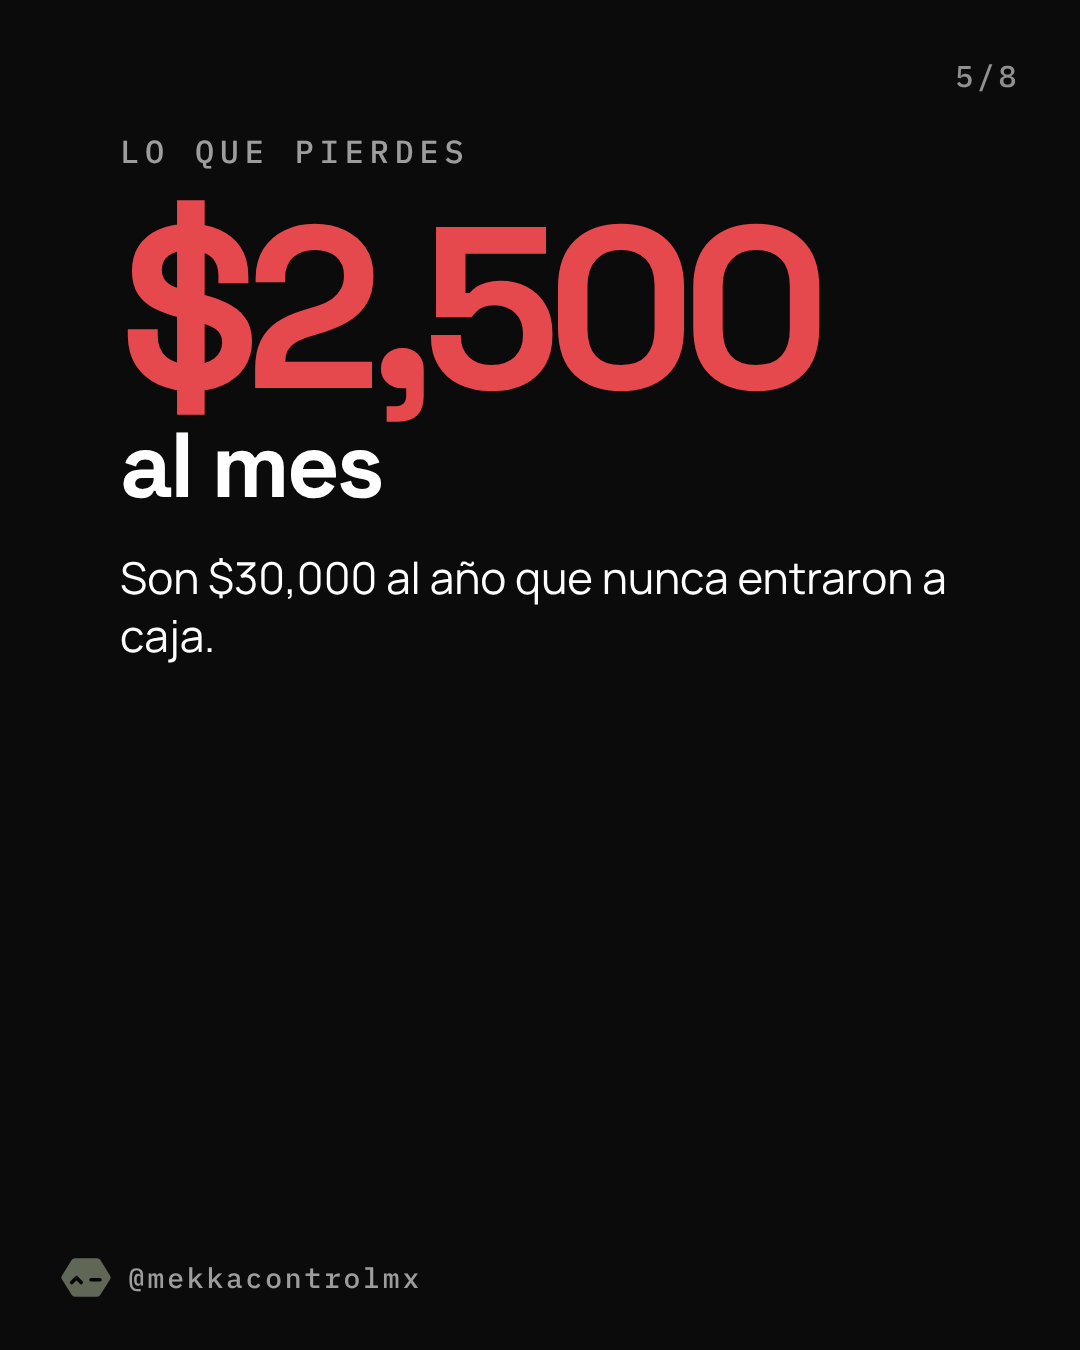 5/8
LO QUE PIERDES
$2,500
al mes
Son $30,000 al año que nunca entraron a
caja.
@mekkacontrolmx